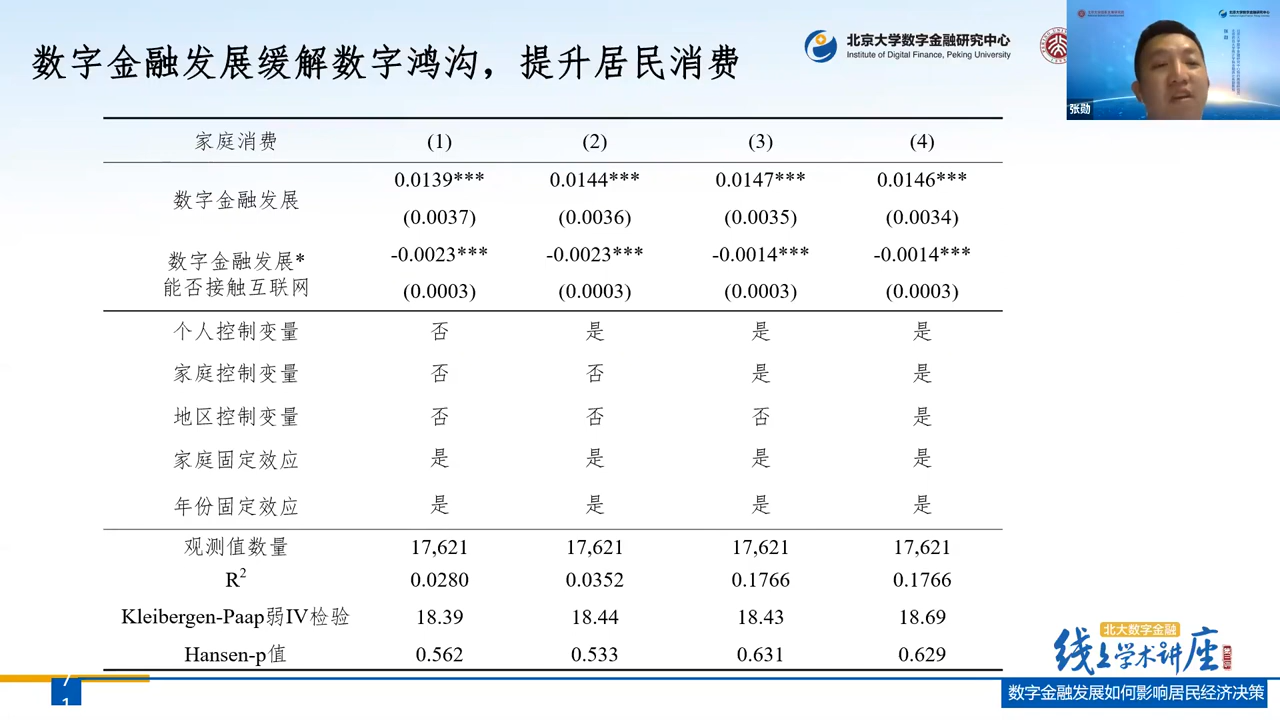 数字金融发展缓解数字鸿沟，提升居民消费
北京大学数字金融研究中心
Institute of Digital Finance, Peking University
张勋
家庭消费 (1) (2) (3) (4)
数字金融发展 0.0139*** 0.0144*** 0.0147*** 0.0146***
(0.0037) (0.0036) (0.0035) (0.0034)
数字金融发展* -0.0023*** -0.0023*** -0.0014*** -0.0014***
能否接触互联网 (0.0003) (0.0003) (0.0003) (0.0003)
个人控制变量 否 是 是 是
家庭控制变量 否 否 是 是
地区控制变量 否 否 否 是
家庭固定效应 是 是 是 是
年份固定效应 是 是 是 是
观测值数量 17,621 17,621 17,621 17,621
R2 0.0280 0.0352 0.1766 0.1766
Kleibergen-Paap弱IV检验 18.39 18.44 18.43 18.69
Hansen-p值 0.562 0.533 0.631 0.629
北大数字金融
线上学术讲座
数字金融发展如何影响居民经济决策